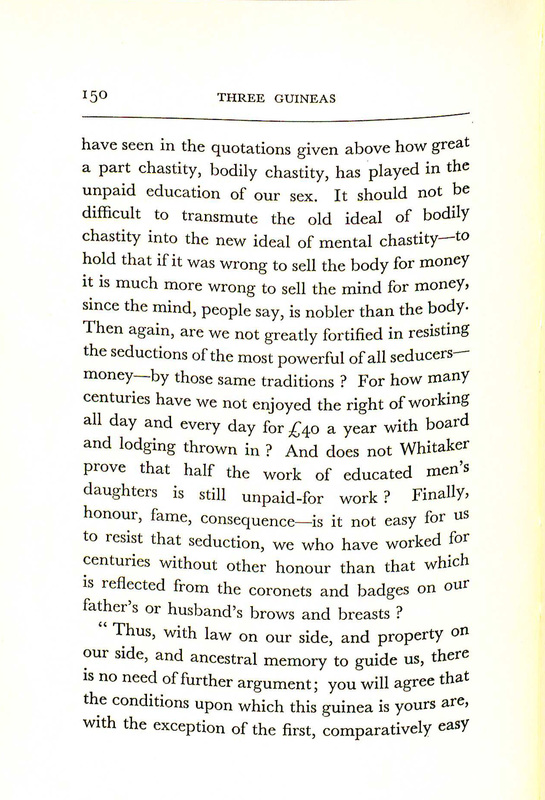 150 THREE GUINEAS
have seen in the quotations given above how great
a part chastity, bodily chastity, has played in the
unpaid education of our sex. It should not be
difficult to transmute the old ideal of bodily
chastity into the new ideal of mental chastity—to
hold that if it was wrong to sell the body for money
it is much more wrong to sell the mind for money,
since the mind, people say, is nobler than the body.
Then again, are we not greatly fortified in resisting
the seductions of the most powerful of all seducers—
money—by those same traditions ? For how many
centuries have we not enjoyed the right of working
all day and every day for £40 a year with board
and lodging thrown in ? And does not Whitaker
prove that half the work of educated men's
daughters is still unpaid-for work ? Finally,
honour, fame, consequence—is it not easy for us
to resist that seduction, we who have worked for
centuries without other honour than that which
is reflected from the coronets and badges on our
father's or husband's brows and breasts ?
“ Thus, with law on our side, and property on
our side, and ancestral memory to guide us, there
is no need of further argument ; you will agree that
the conditions upon which this guinea is yours are,
with the exception of the first, comparatively easy